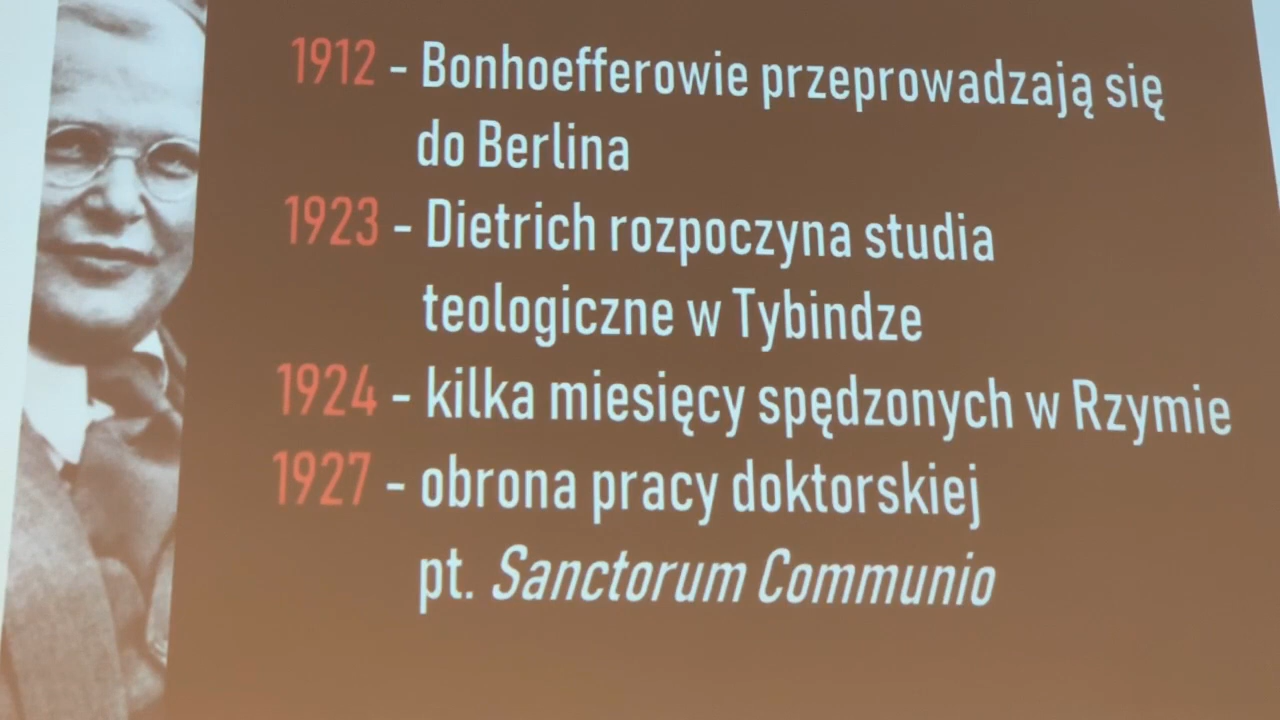 1912 - Bonhoefferowie przeprowadzają się
do Berlina
1923 - Dietrich rozpoczyna studia
teologiczne w Tybindze
1924 - kilka miesięcy spędzonych w Rzymie
1927 - obrona pracy doktorskiej
pt. Sanctorum Communio